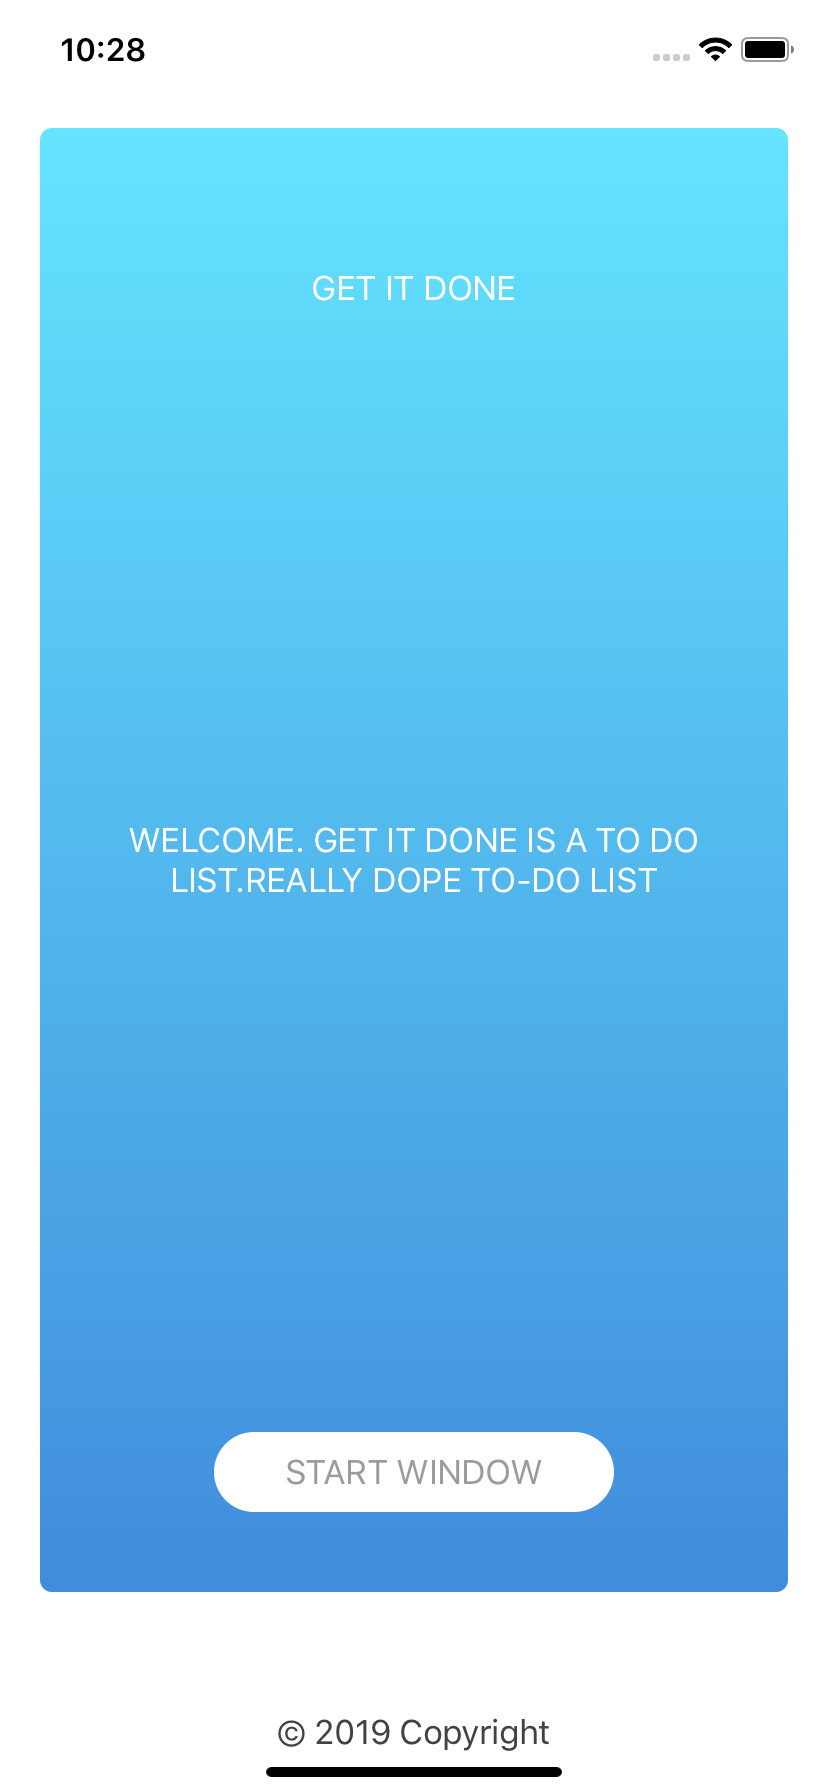 10:28
GET IT DONE
WELCOME. GET IT DONE IS A TO DO
LIST.REALLY DOPE TO-DO LIST
START WINDOW
© 2019 Copyright